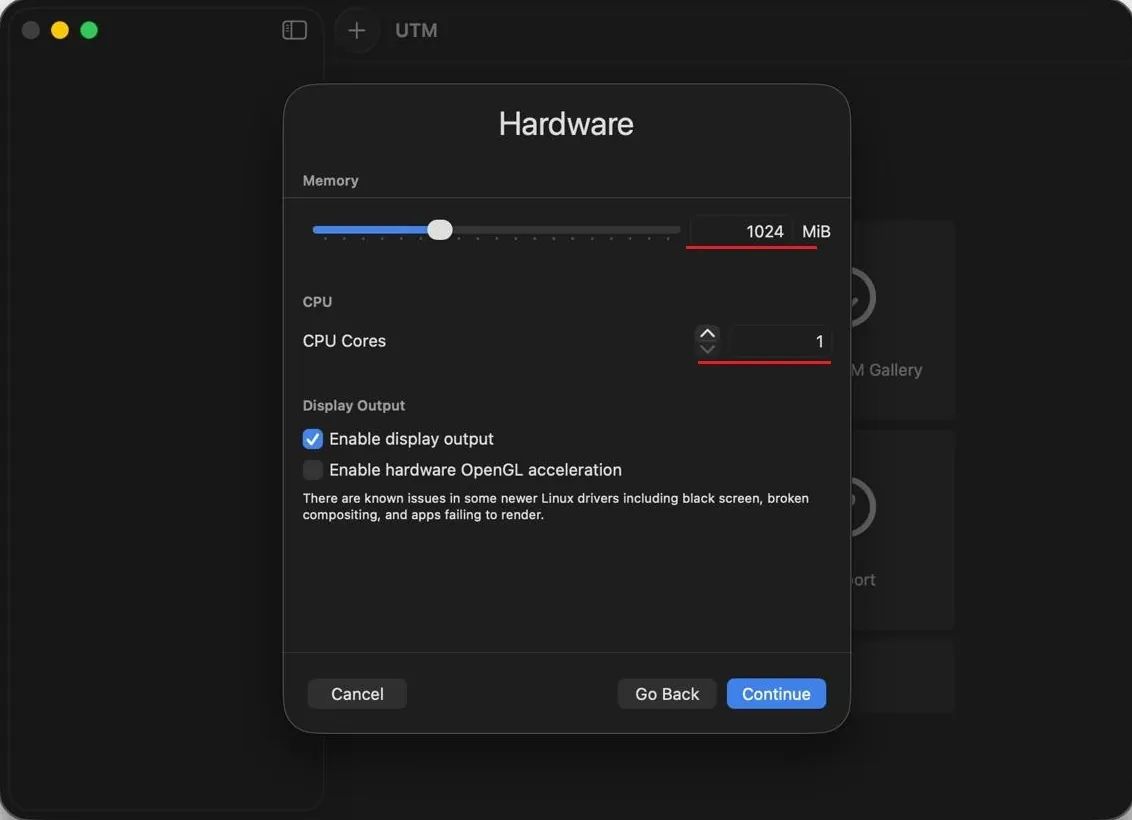 UTM
Hardware
Memory
1024 MiB
CPU
CPU Cores
1
Display Output
Enable display output
Enable hardware OpenGL acceleration
There are known issues in some newer Linux drivers including black screen, broken
compositing, and apps failing to render.
M Gallery
ort
Cancel
Go Back
Continue